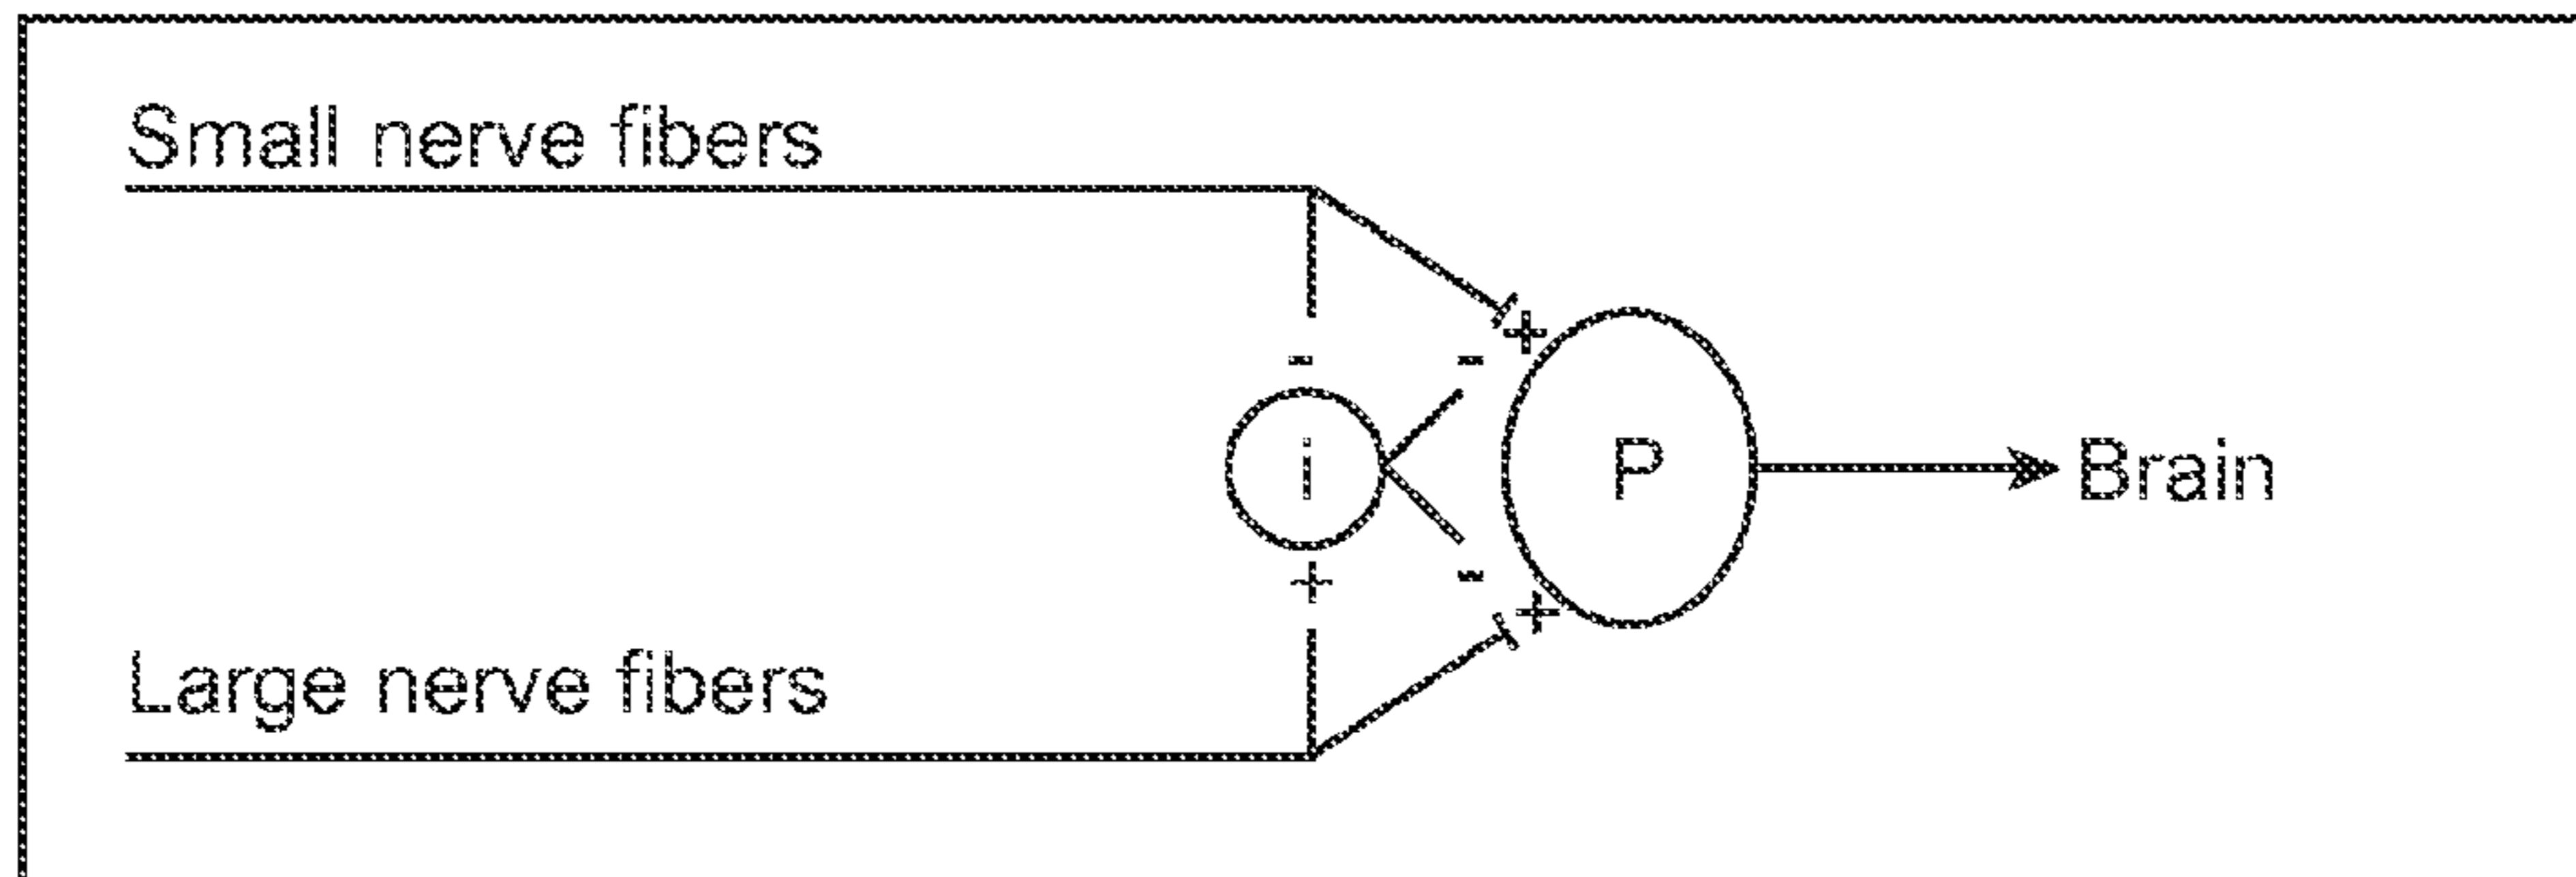 Small nerve fibers
-
-
+
i
P
Brain
+
-
+
Large nerve fibers